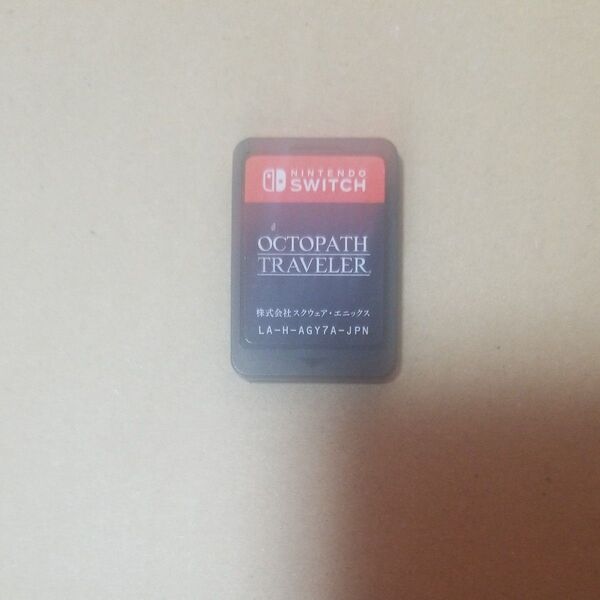 NINTENDO
SWITCH
OCTOPATH
TRAVELER
株式会社スクウェア・エニックス
LA-H-AGY7A-JPN